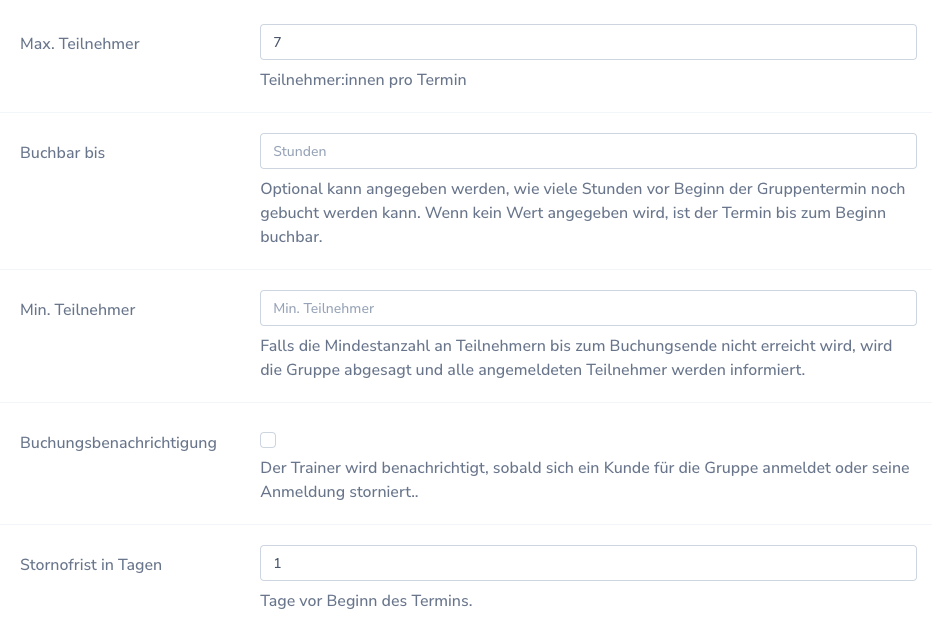 Max. Teilnehmer
7
Teilnehmer:innen pro Termin
Buchbar bis
Stunden
Optional kann angegeben werden, wie viele Stunden vor Beginn der Gruppentermin noch
gebucht werden kann. Wenn kein Wert angegeben wird, ist der Termin bis zum Beginn
buchbar.
Min. Teilnehmer
Min. Teilnehmer
Falls die Mindestanzahl an Teilnehmern bis zum Buchungsende nicht erreicht wird, wird
die Gruppe abgesagt und alle angemeldeten Teilnehmer werden informiert.
Buchungsbenachrichtigung
Der Trainer wird benachrichtigt, sobald sich ein Kunde für die Gruppe anmeldet oder seine
Anmeldung storniert..
Stornofrist in Tagen
1
Tage vor Beginn des Termins.